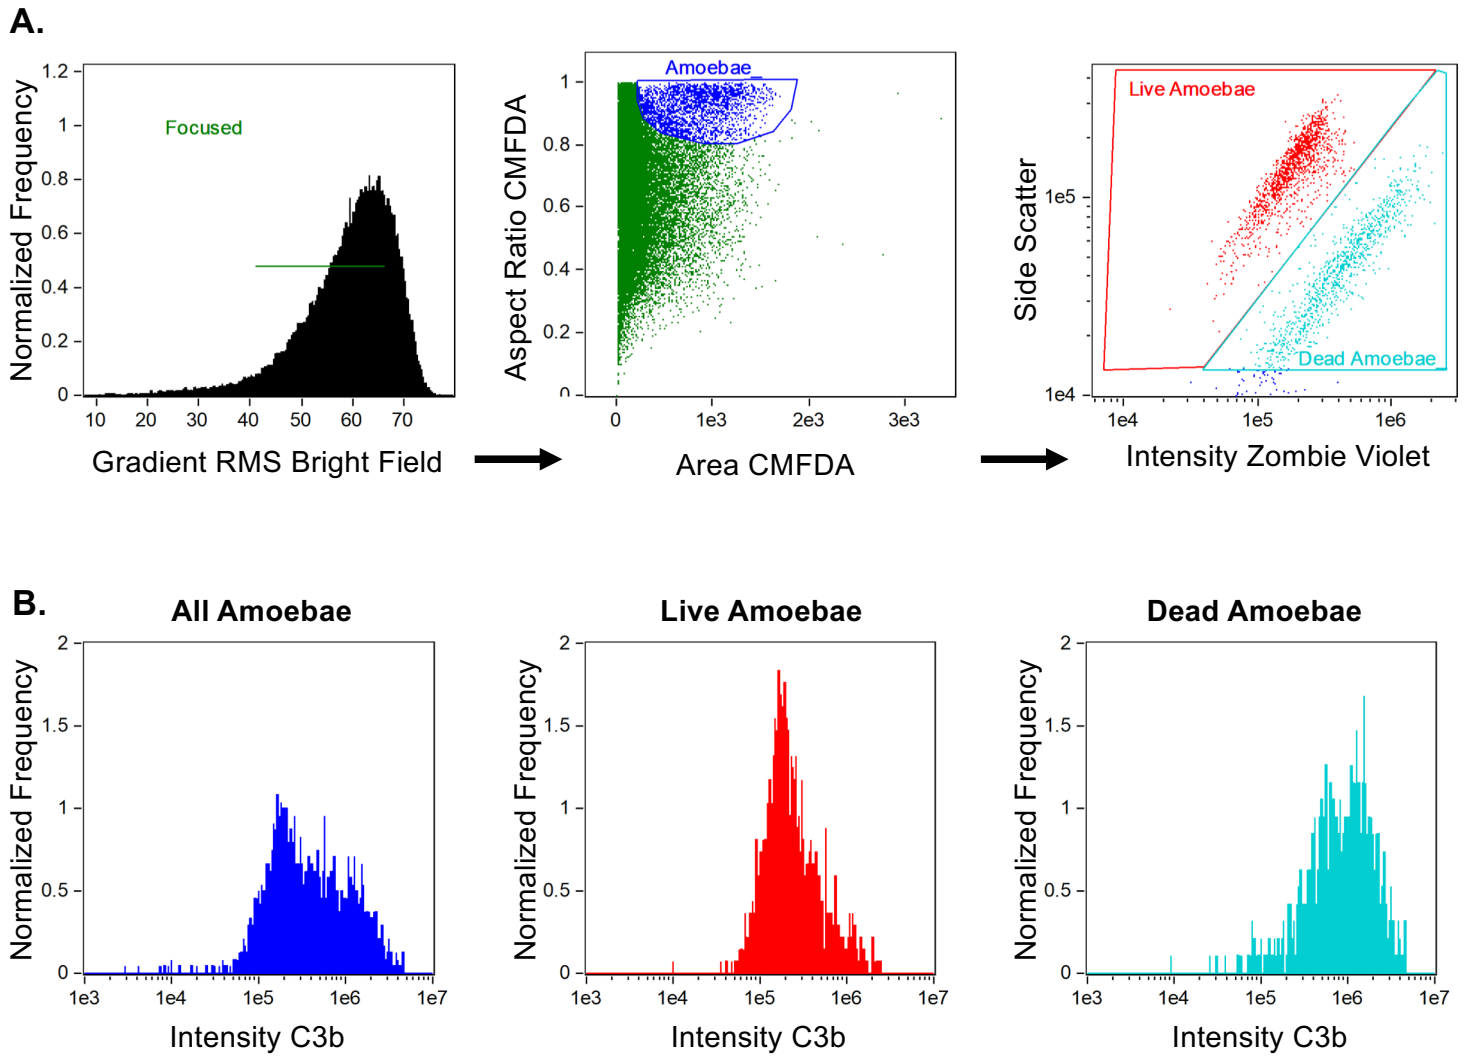 A.
Normalized Frequency
1.2
1
0.8
0.6
0.4
0.2
0
Focused
10 20 30 40 50 60 70
Gradient RMS Bright Field
Aspect Ratio CMFDA
1
0.8
0.6
0.4
0.2
0
Amoebae_
0 1e3 2e3 3e3
Area CMFDA
Side Scatter
1e5
1e4
Live Amoebae
Dead Amoebae_
1e4 1e5 1e6
Intensity Zombie Violet
B.
All Amoebae
Normalized Frequency
2
1.5
1
0.5
0
1e3 1e4 1e5 1e6 1e7
Intensity C3b
Live Amoebae
Normalized Frequency
2
1.5
1
0.5
0
1e3 1e4 1e5 1e6 1e7
Intensity C3b
Dead Amoebae
Normalized Frequency
2
1.5
1
0.5
0
1e3 1e4 1e5 1e6 1e7
Intensity C3b